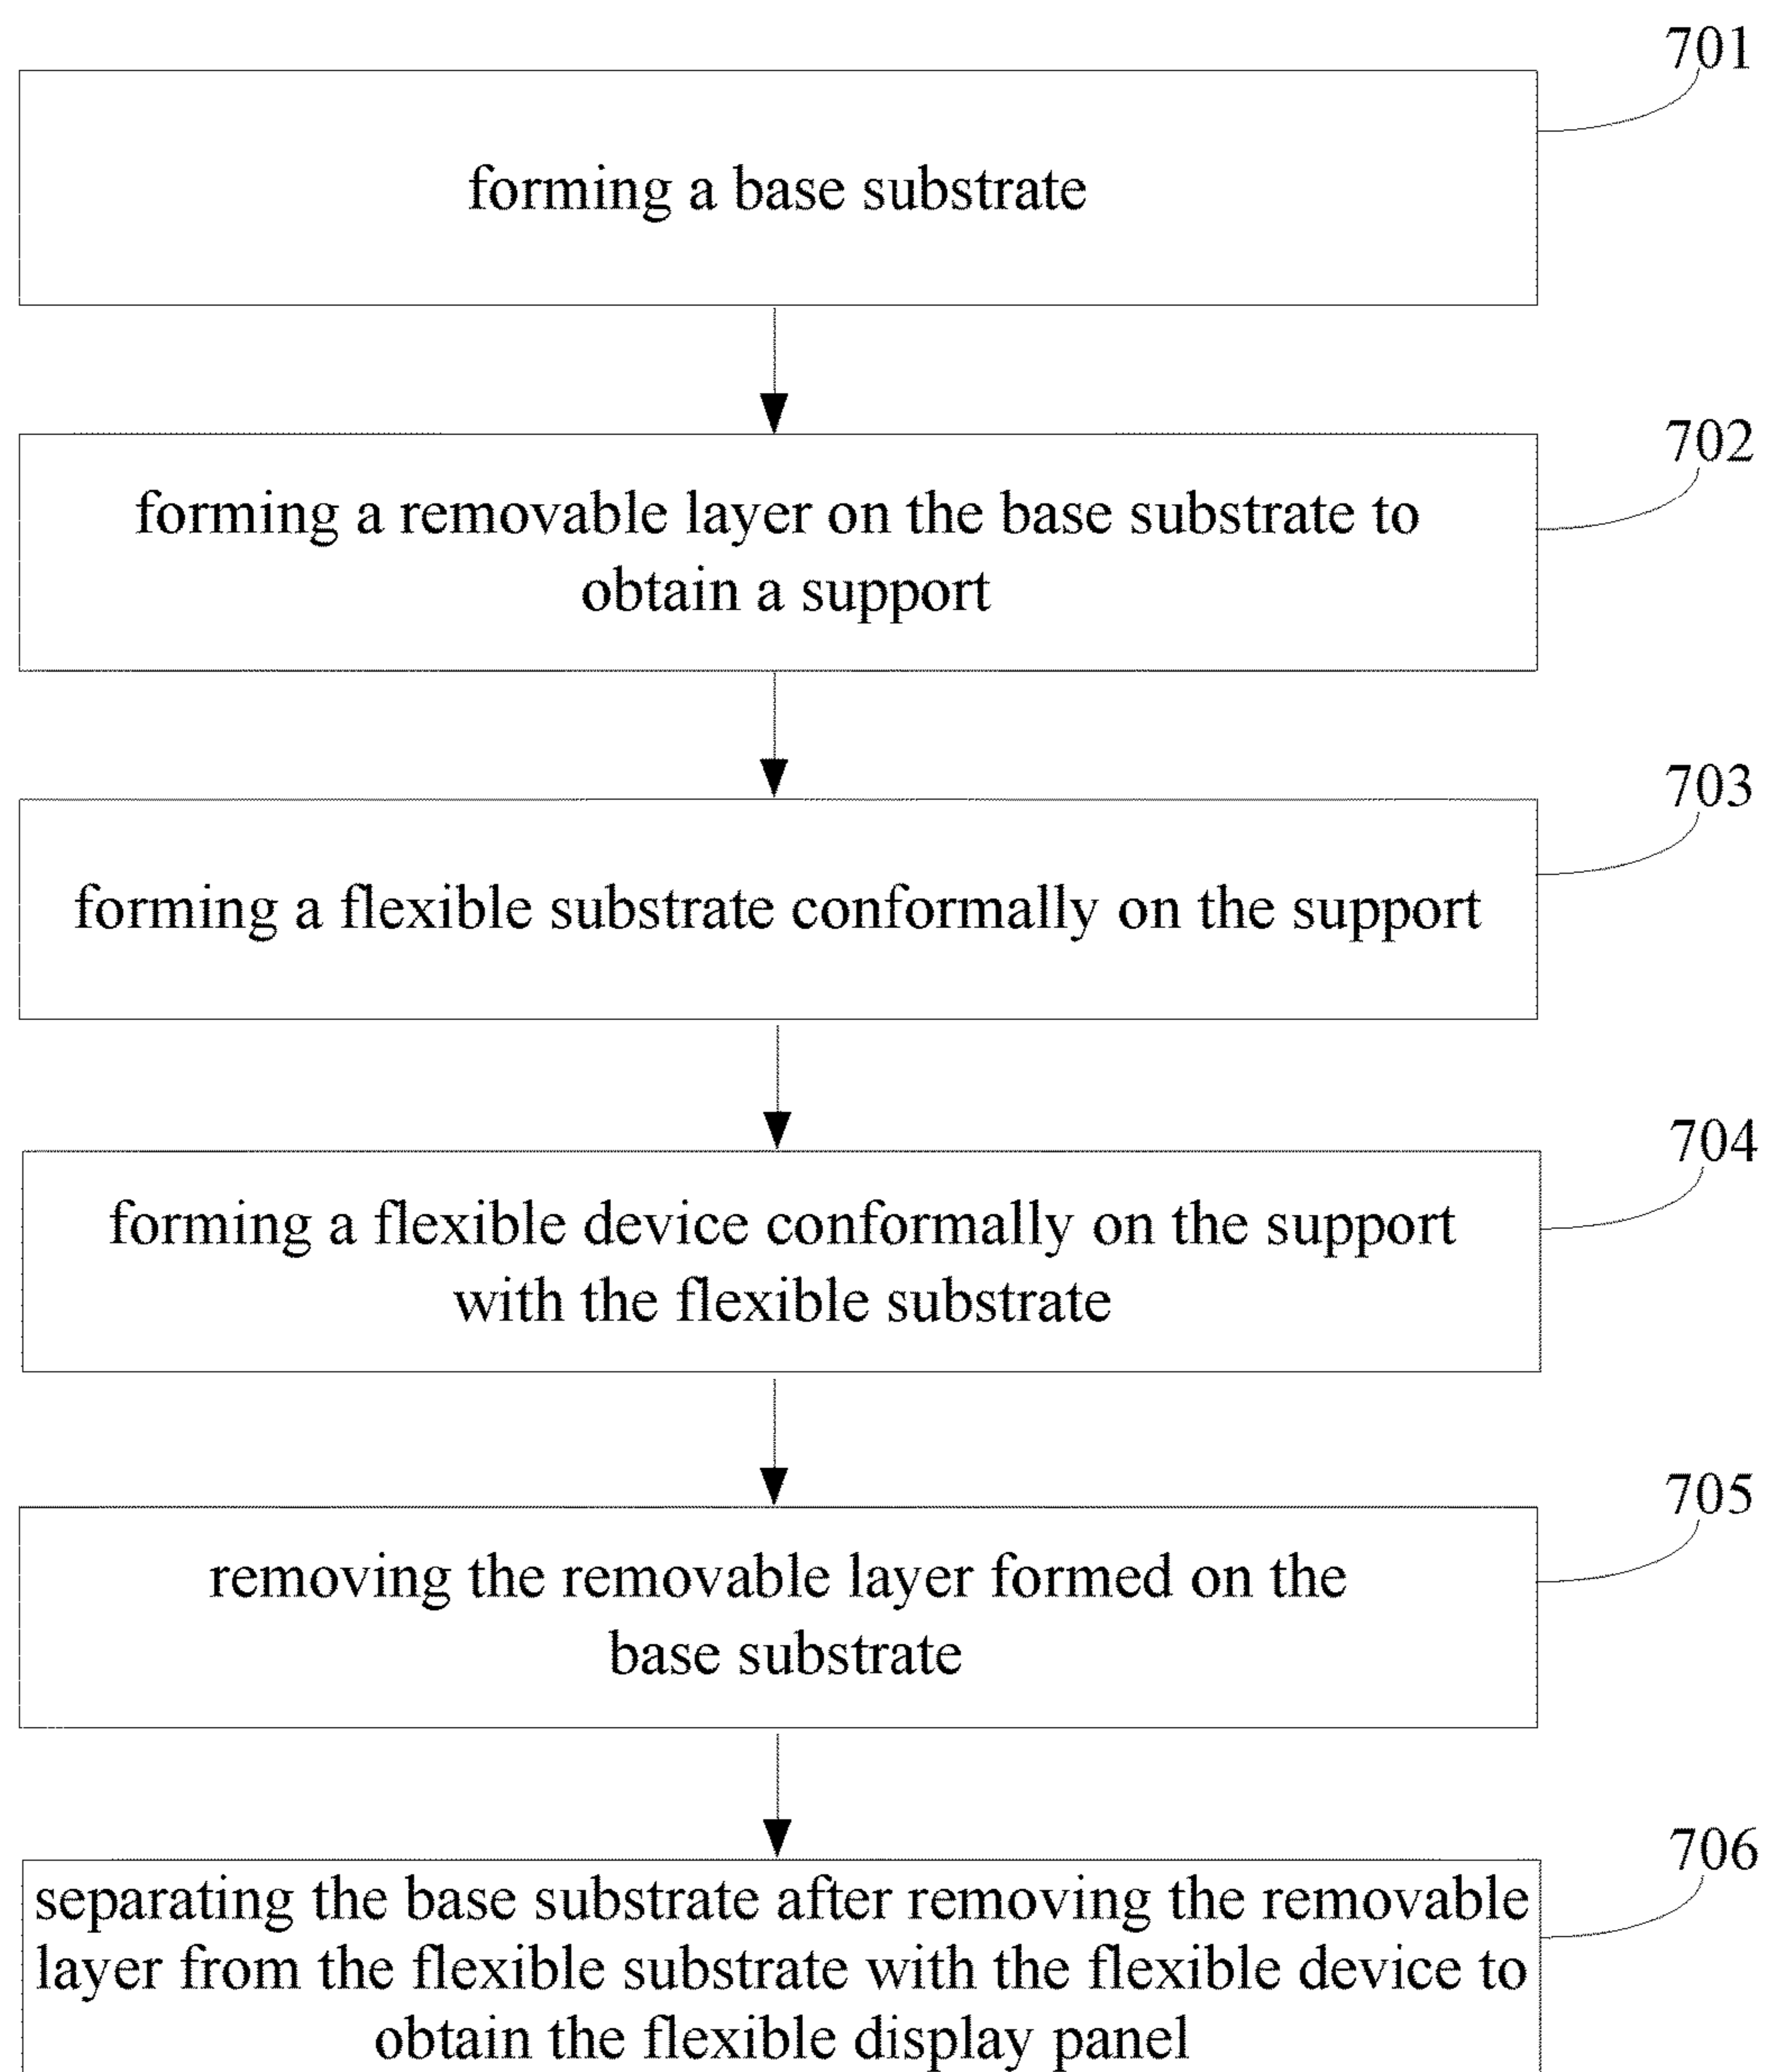 701
forming a base substrate
702
forming a removable layer on the base substrate to
obtain a support
703
forming a flexible substrate conformally on the support
704
forming a flexible device conformally on the support
with the flexible substrate
705
removing the removable layer formed on the
base substrate
706
separating the base substrate after removing the removable
layer from the flexible substrate with the flexible device to
obtain the flexible display panel